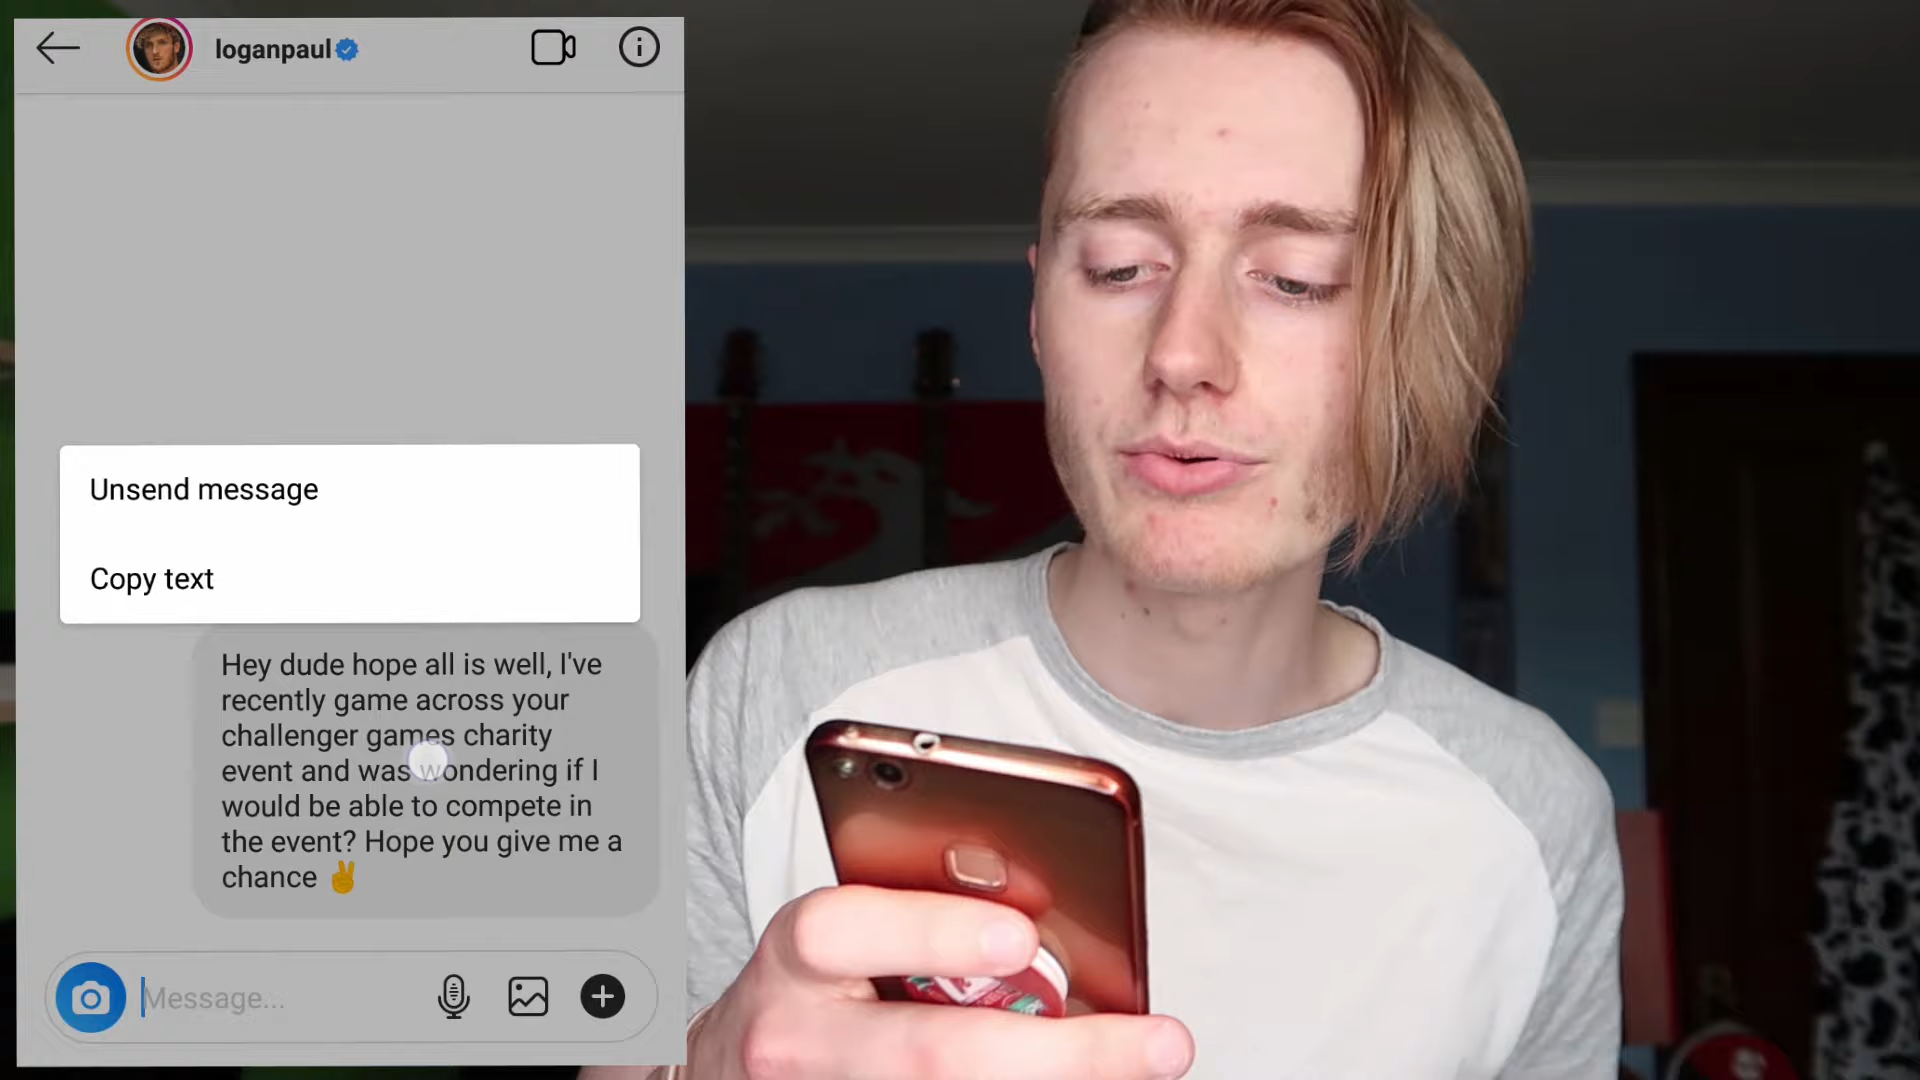 loganpaul
Unsend message
Copy text
Hey dude hope all is well, I've
recently game across your
challenger games charity
event and was wondering if I
would be able to compete in
the event? Hope you give me a
chance ✌
Message...